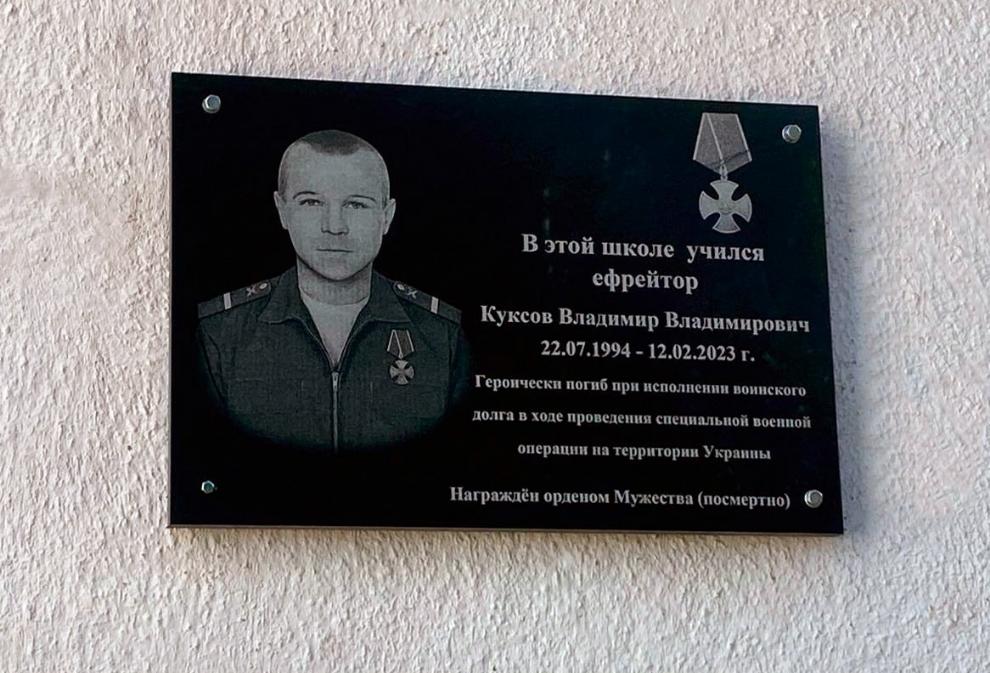 В этой школе учился
ефрейтор
Куксов Владимир Владимирович
22.07.1994 - 12.02.2023 г.
Героически погиб при исполнении воинского
долга в ходе проведения специальной военной
операции на территории Украины
Награждён орденом Мужества (посмертно)